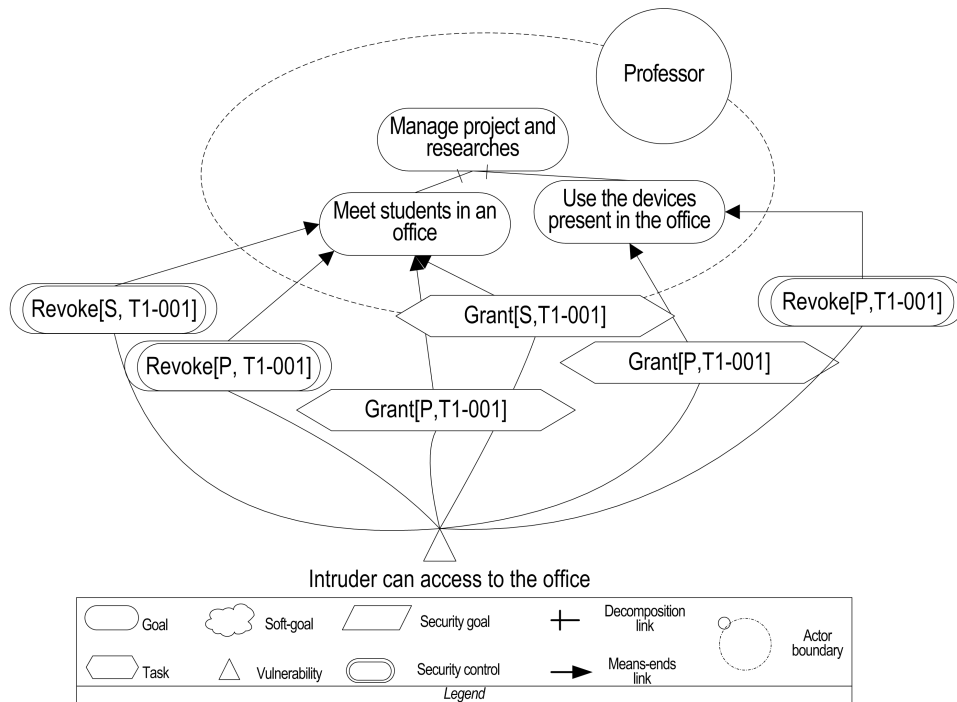 Professor
Manage project and
researches
Meet students in an
office
Use the devices
present in the office
Revoke[S, T1-001]
Grant[S,T1-001]
Revoke[P,T1-001]
Revoke[P, T1-001]
Grant[P,T1-001]
Grant[P,T1-001]
Intruder can access to the office
Goal
Soft-goal
Security goal
Decomposition
link
Actor
boundary
Task
Vulnerability
Security control
Means-ends
link
Legend